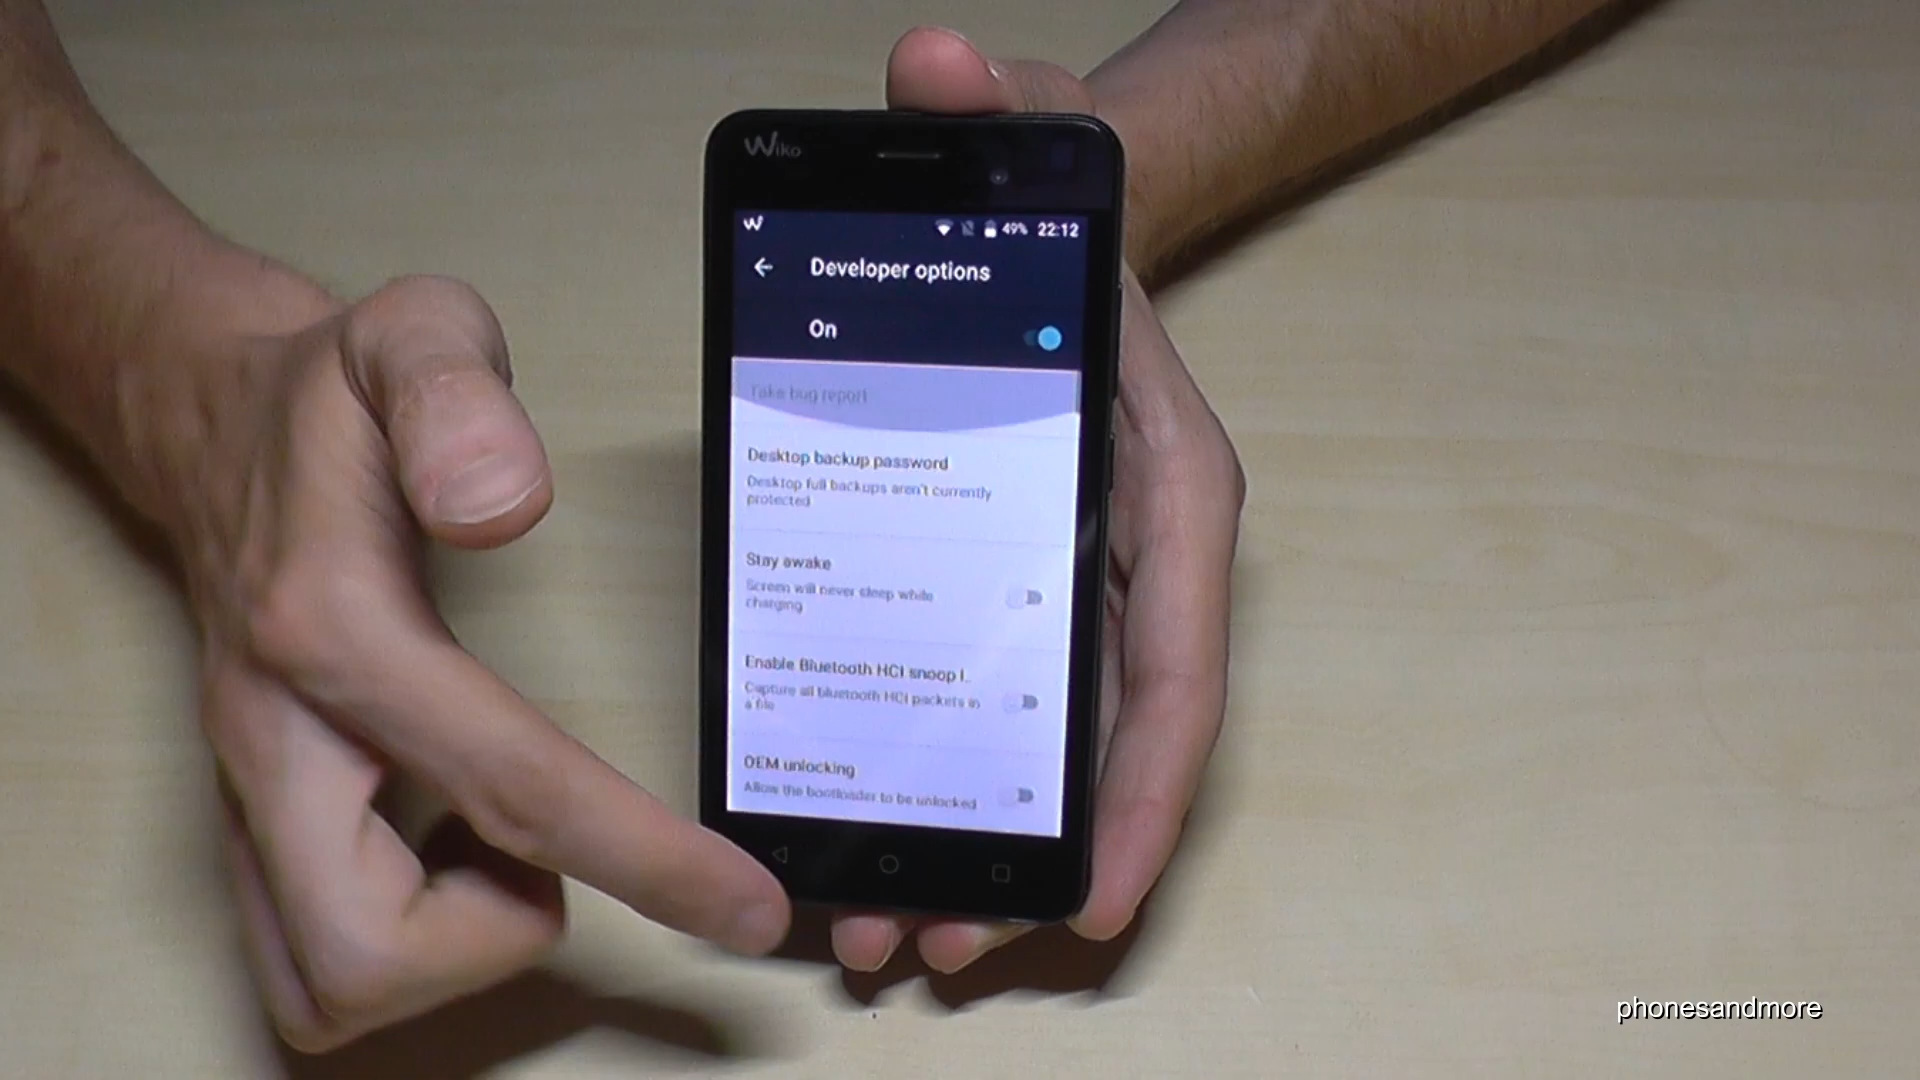 Wiko
W 49% 22:12
Developer options
On
Take bug report
Desktop backup password
Desktop full backups aren't currently
protected
Stay awake
Screen will never sleep while
charging
Enable Bluetooth HCI snoop l..
Capture all bluetooth HCI packets in
a file
OEM unlocking
Allow the bootloader to be unlocked
phonesandmore